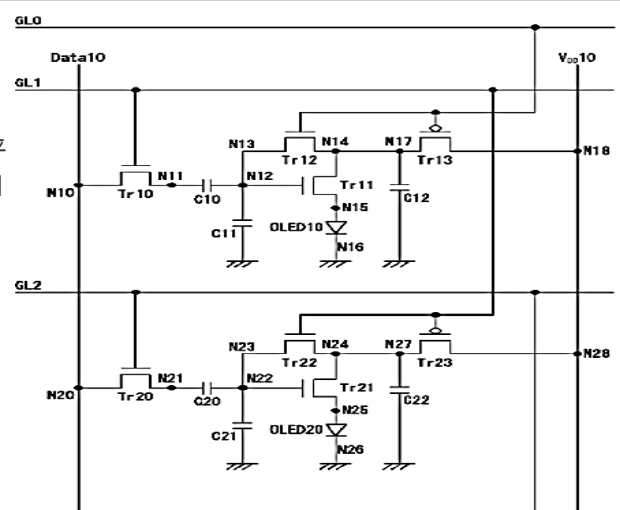 GL0
Data10 VDD10
GL1
N13 N14 N17
N18
Tr12 Tr13
N11 N12
Tr11
N10 Tr10 C10 C12
N15
C11 OLED10
N16
GL2
N23 N24 N27
N28
Tr22 Tr23
N21 N22
Tr21
N20 Tr20 C20 C22
N25
C21 OLED20
N26